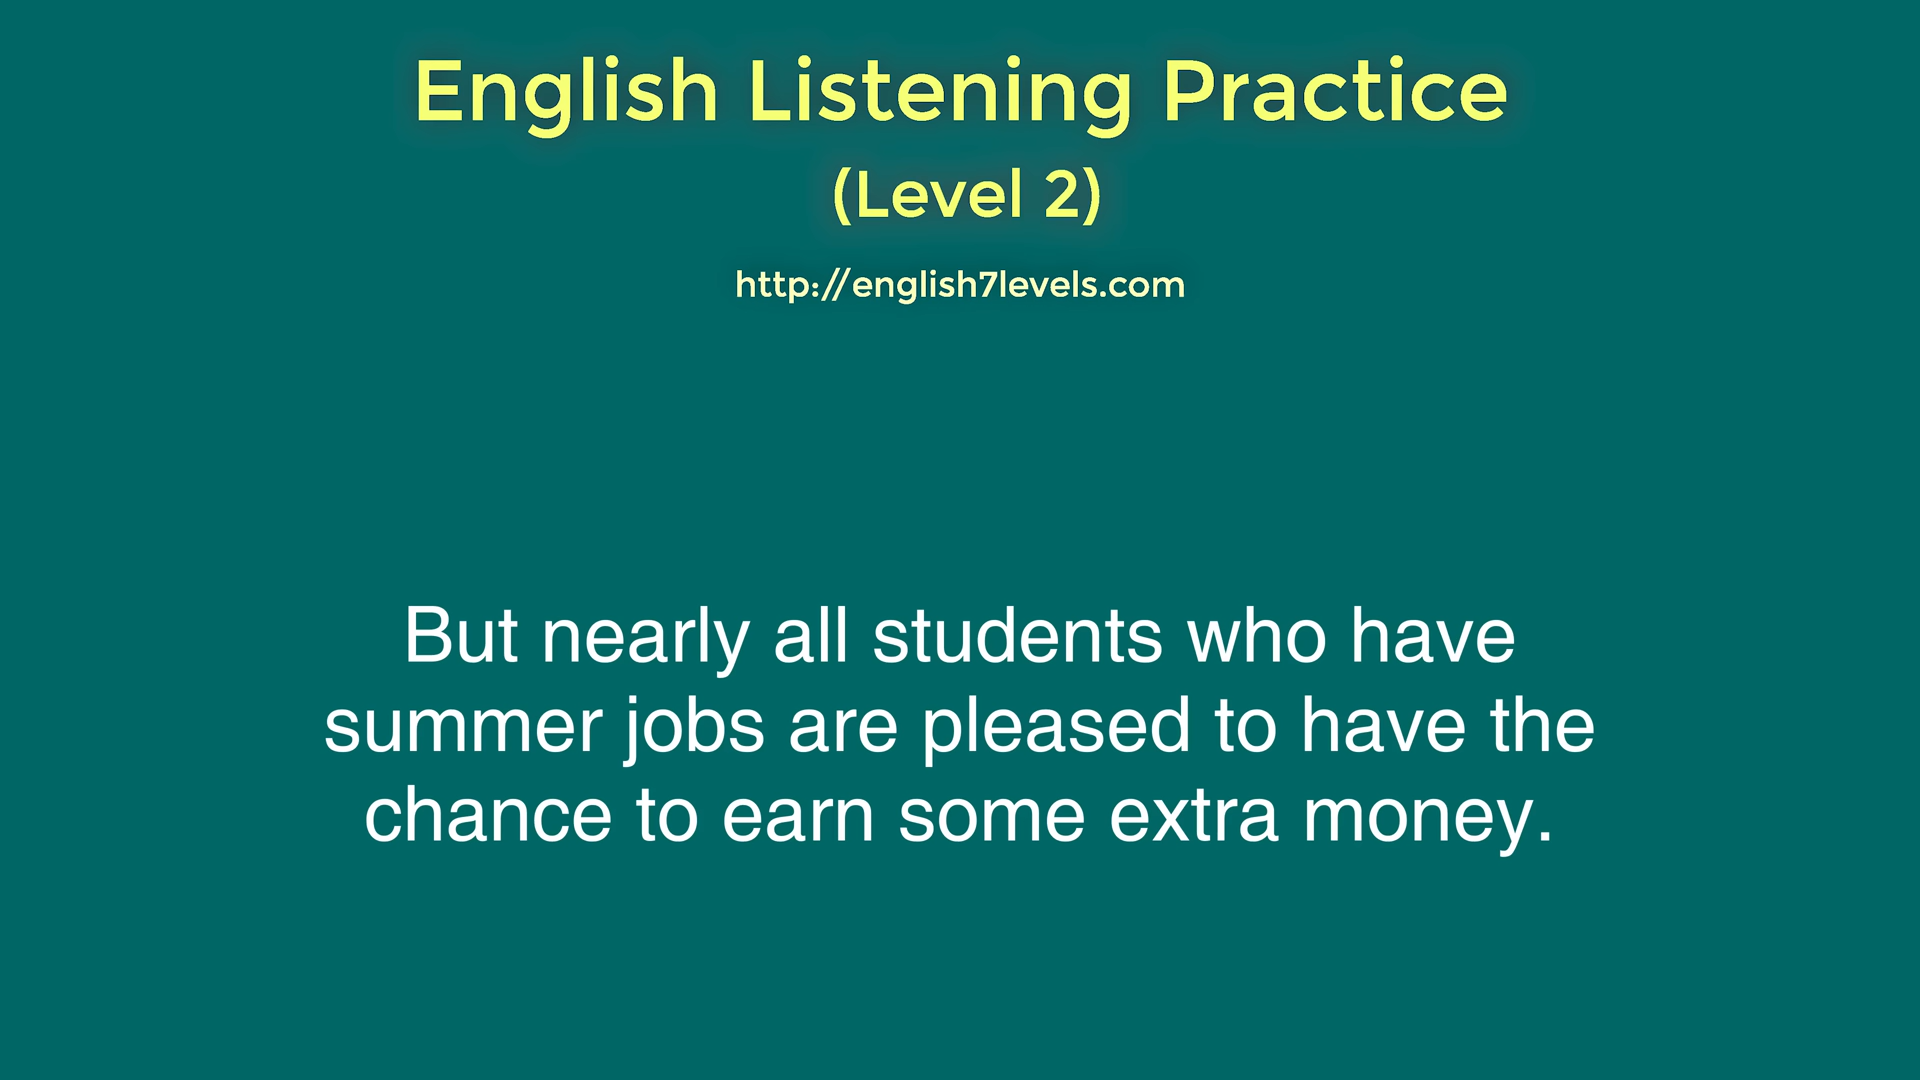 English Listening Practice
(Level 2)
http://english7levels.com
But nearly all students who have
summer jobs are pleased to have the
chance to earn some extra money.